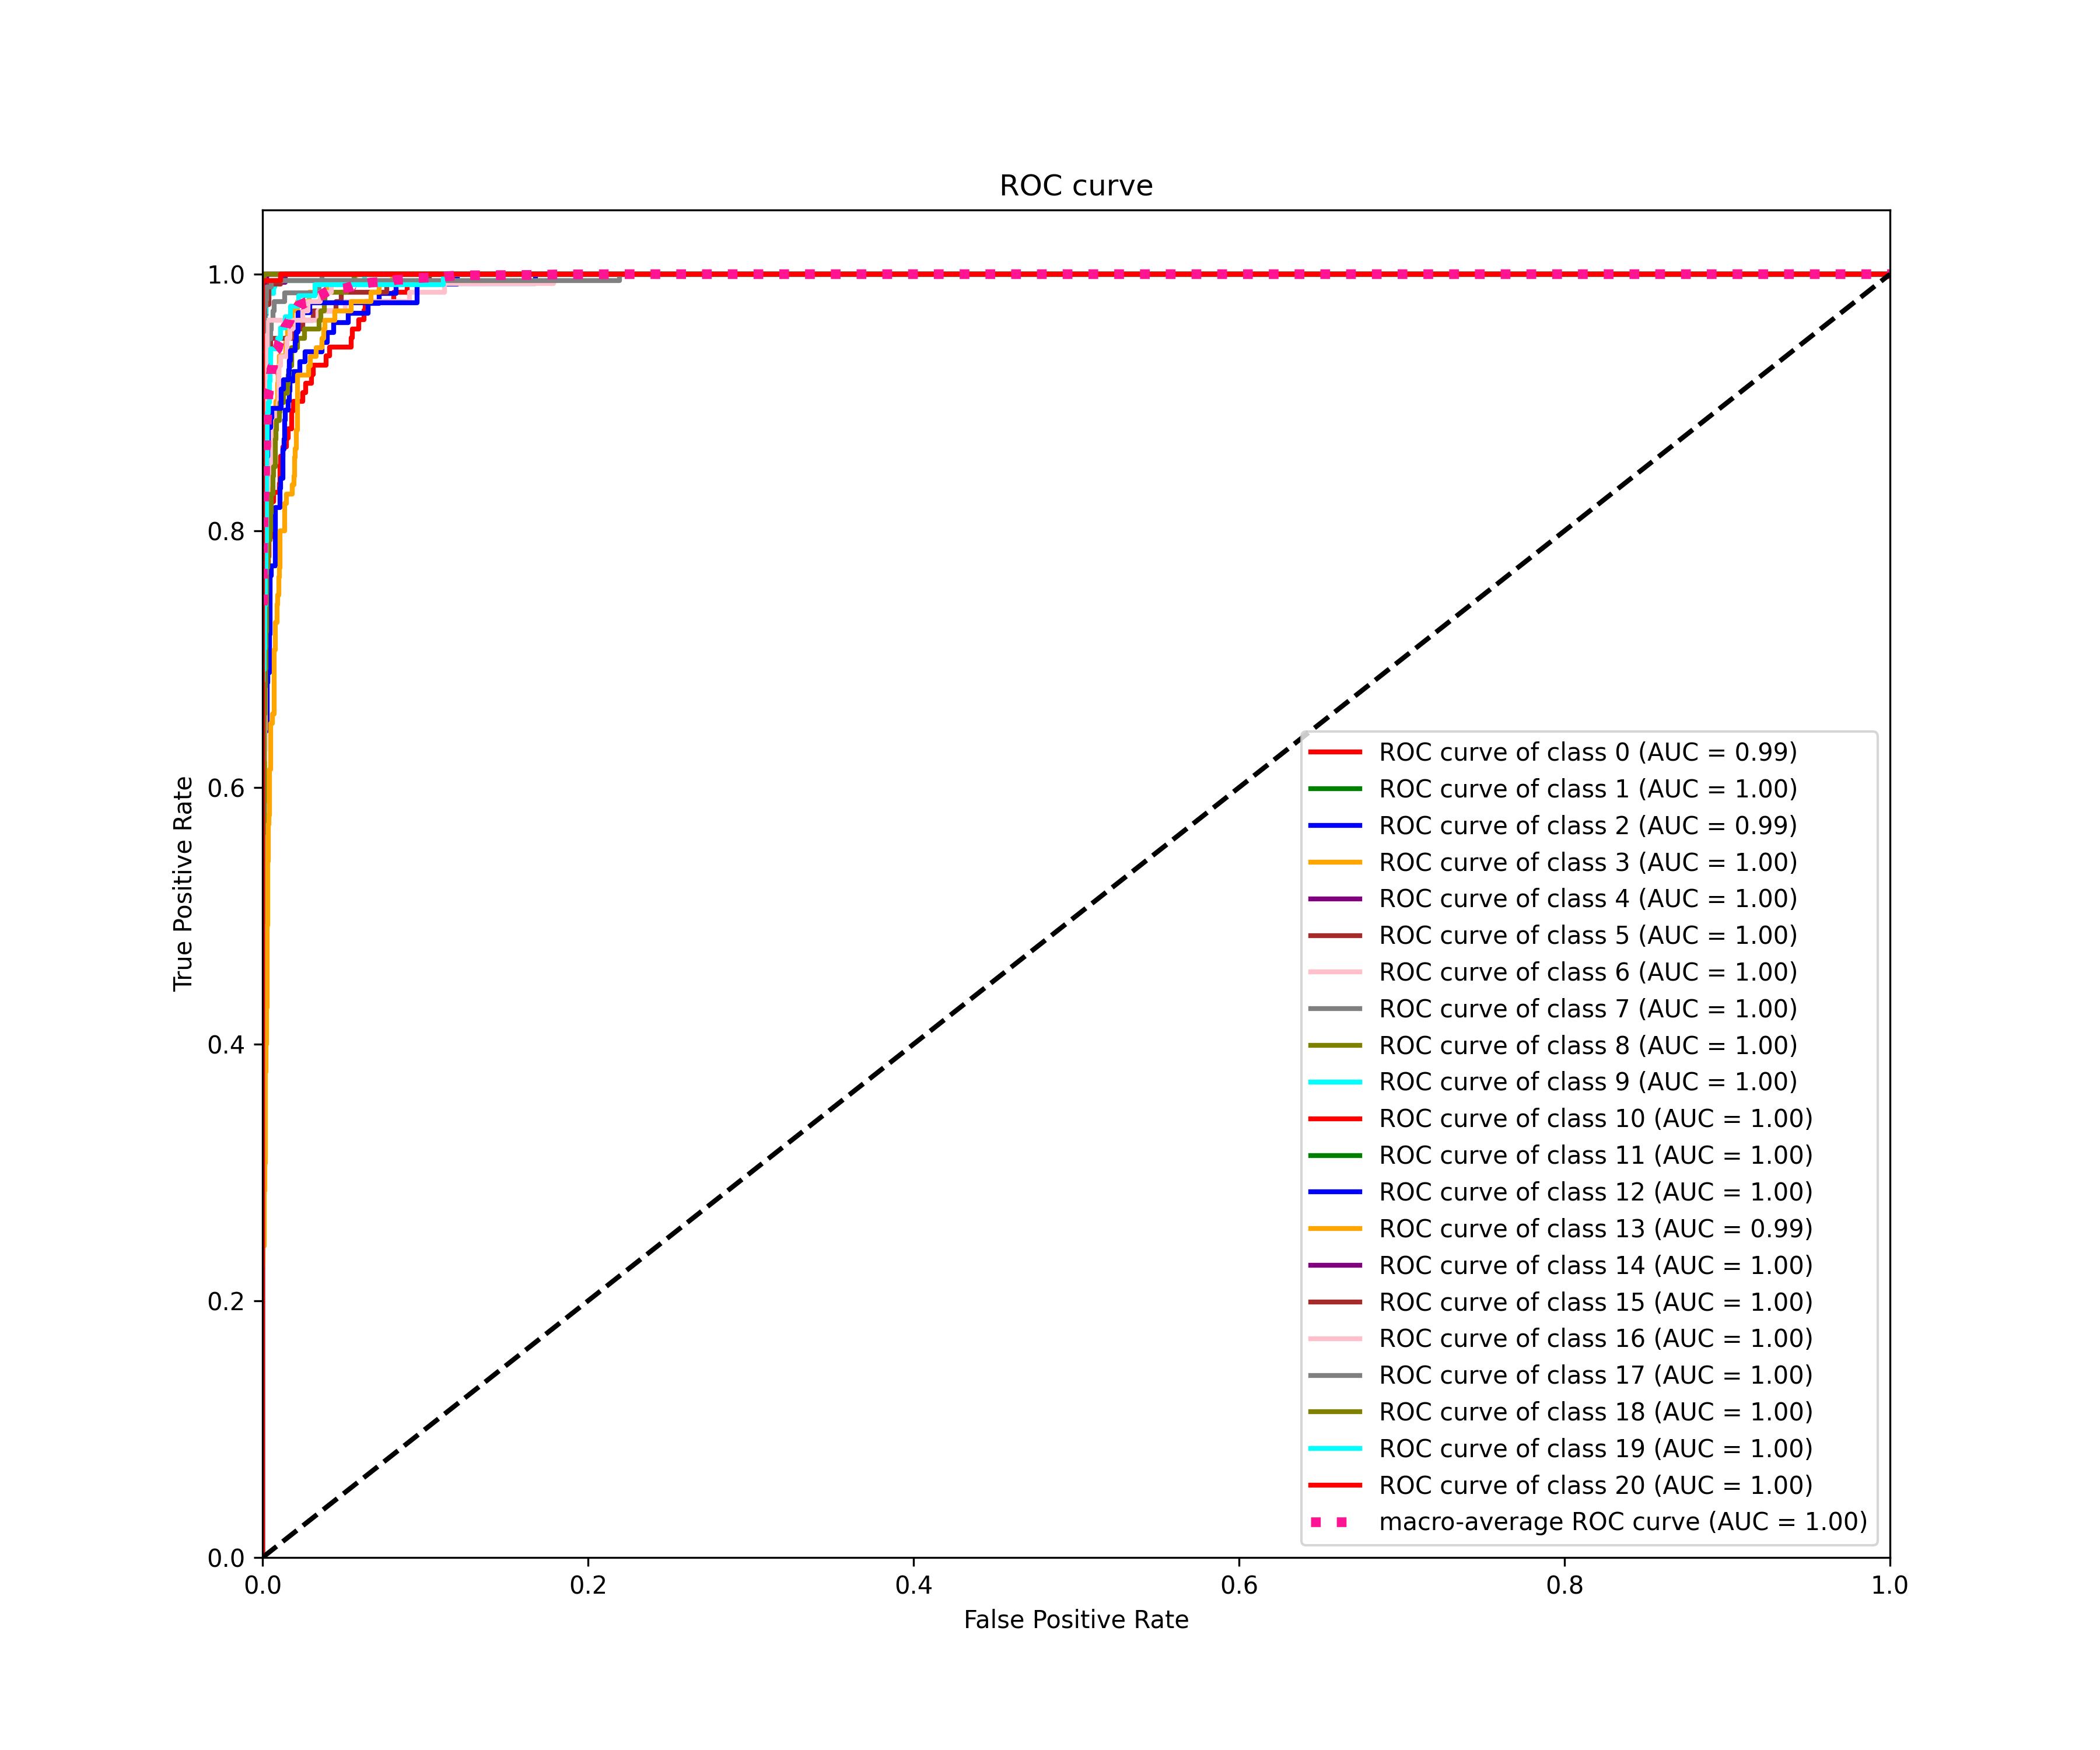 ROC curve
1.0
0.8
0.6
0.4
0.2
0.0
True Positive Rate
ROC curve of class 0 (AUC = 0.99)
ROC curve of class 1 (AUC = 1.00)
ROC curve of class 2 (AUC = 0.99)
ROC curve of class 3 (AUC = 1.00)
ROC curve of class 4 (AUC = 1.00)
ROC curve of class 5 (AUC = 1.00)
ROC curve of class 6 (AUC = 1.00)
ROC curve of class 7 (AUC = 1.00)
ROC curve of class 8 (AUC = 1.00)
ROC curve of class 9 (AUC = 1.00)
ROC curve of class 10 (AUC = 1.00)
ROC curve of class 11 (AUC = 1.00)
ROC curve of class 12 (AUC = 1.00)
ROC curve of class 13 (AUC = 0.99)
ROC curve of class 14 (AUC = 1.00)
ROC curve of class 15 (AUC = 1.00)
ROC curve of class 16 (AUC = 1.00)
ROC curve of class 17 (AUC = 1.00)
ROC curve of class 18 (AUC = 1.00)
ROC curve of class 19 (AUC = 1.00)
ROC curve of class 20 (AUC = 1.00)
macro-average ROC curve (AUC = 1.00)
0.0 0.2 0.4 0.6 0.8 1.0
False Positive Rate